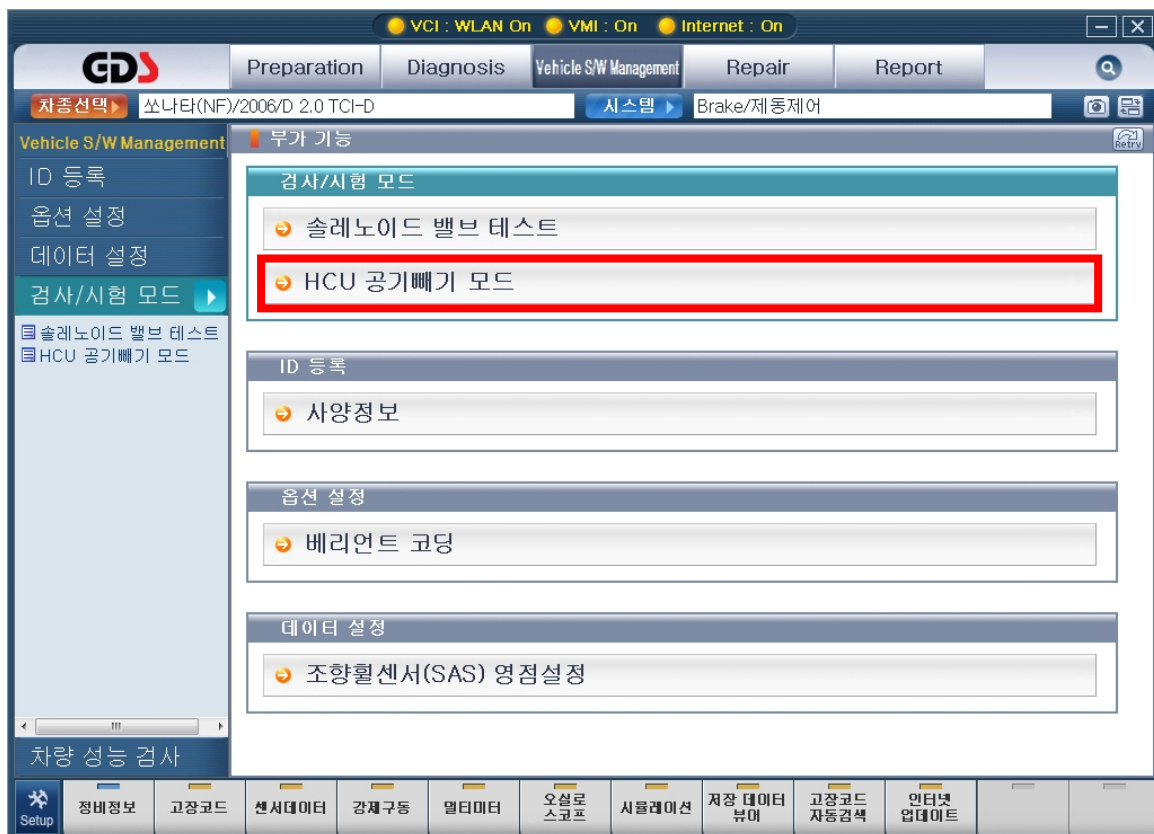 VCI : WLAN On VMI : On Internet : On
GDS Preparation Diagnosis Vehicle S/W Management Repair Report
차종선택 쏘나타(NF)/2006/D 2.0 TCI-D 시스템 Brake/제동제어
Vehicle S/W Management
ID 등록
옵션 설정
데이터 설정
검사/시험 모드
솔레노이드 밸브 테스트
HCU 공기빼기 모드
차량 성능 검사
부가 기능
Retry
검사/시험 모드
솔레노이드 밸브 테스트
HCU 공기빼기 모드
ID 등록
사양정보
옵션 설정
베리언트 코딩
데이터 설정
조향휠센서(SAS) 영점설정
Setup
정비정보
고장코드
센서데이터
강제구동
멀티미터
오실로
스코프
시뮬레이션
저장 데이터
뷰어
고장코드
자동검색
인터넷
업데이트